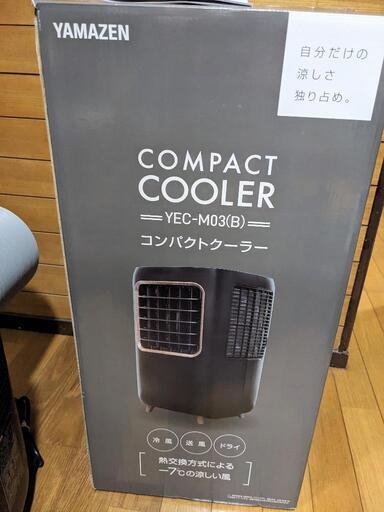 YAMAZEN
自分だけの
涼しさ
独り占め。
COMPACT
COOLER
YEC-M03(B)
コンパクトクーラー
冷風
送風
ドライ
熱交換方式による
−7℃の涼しい風